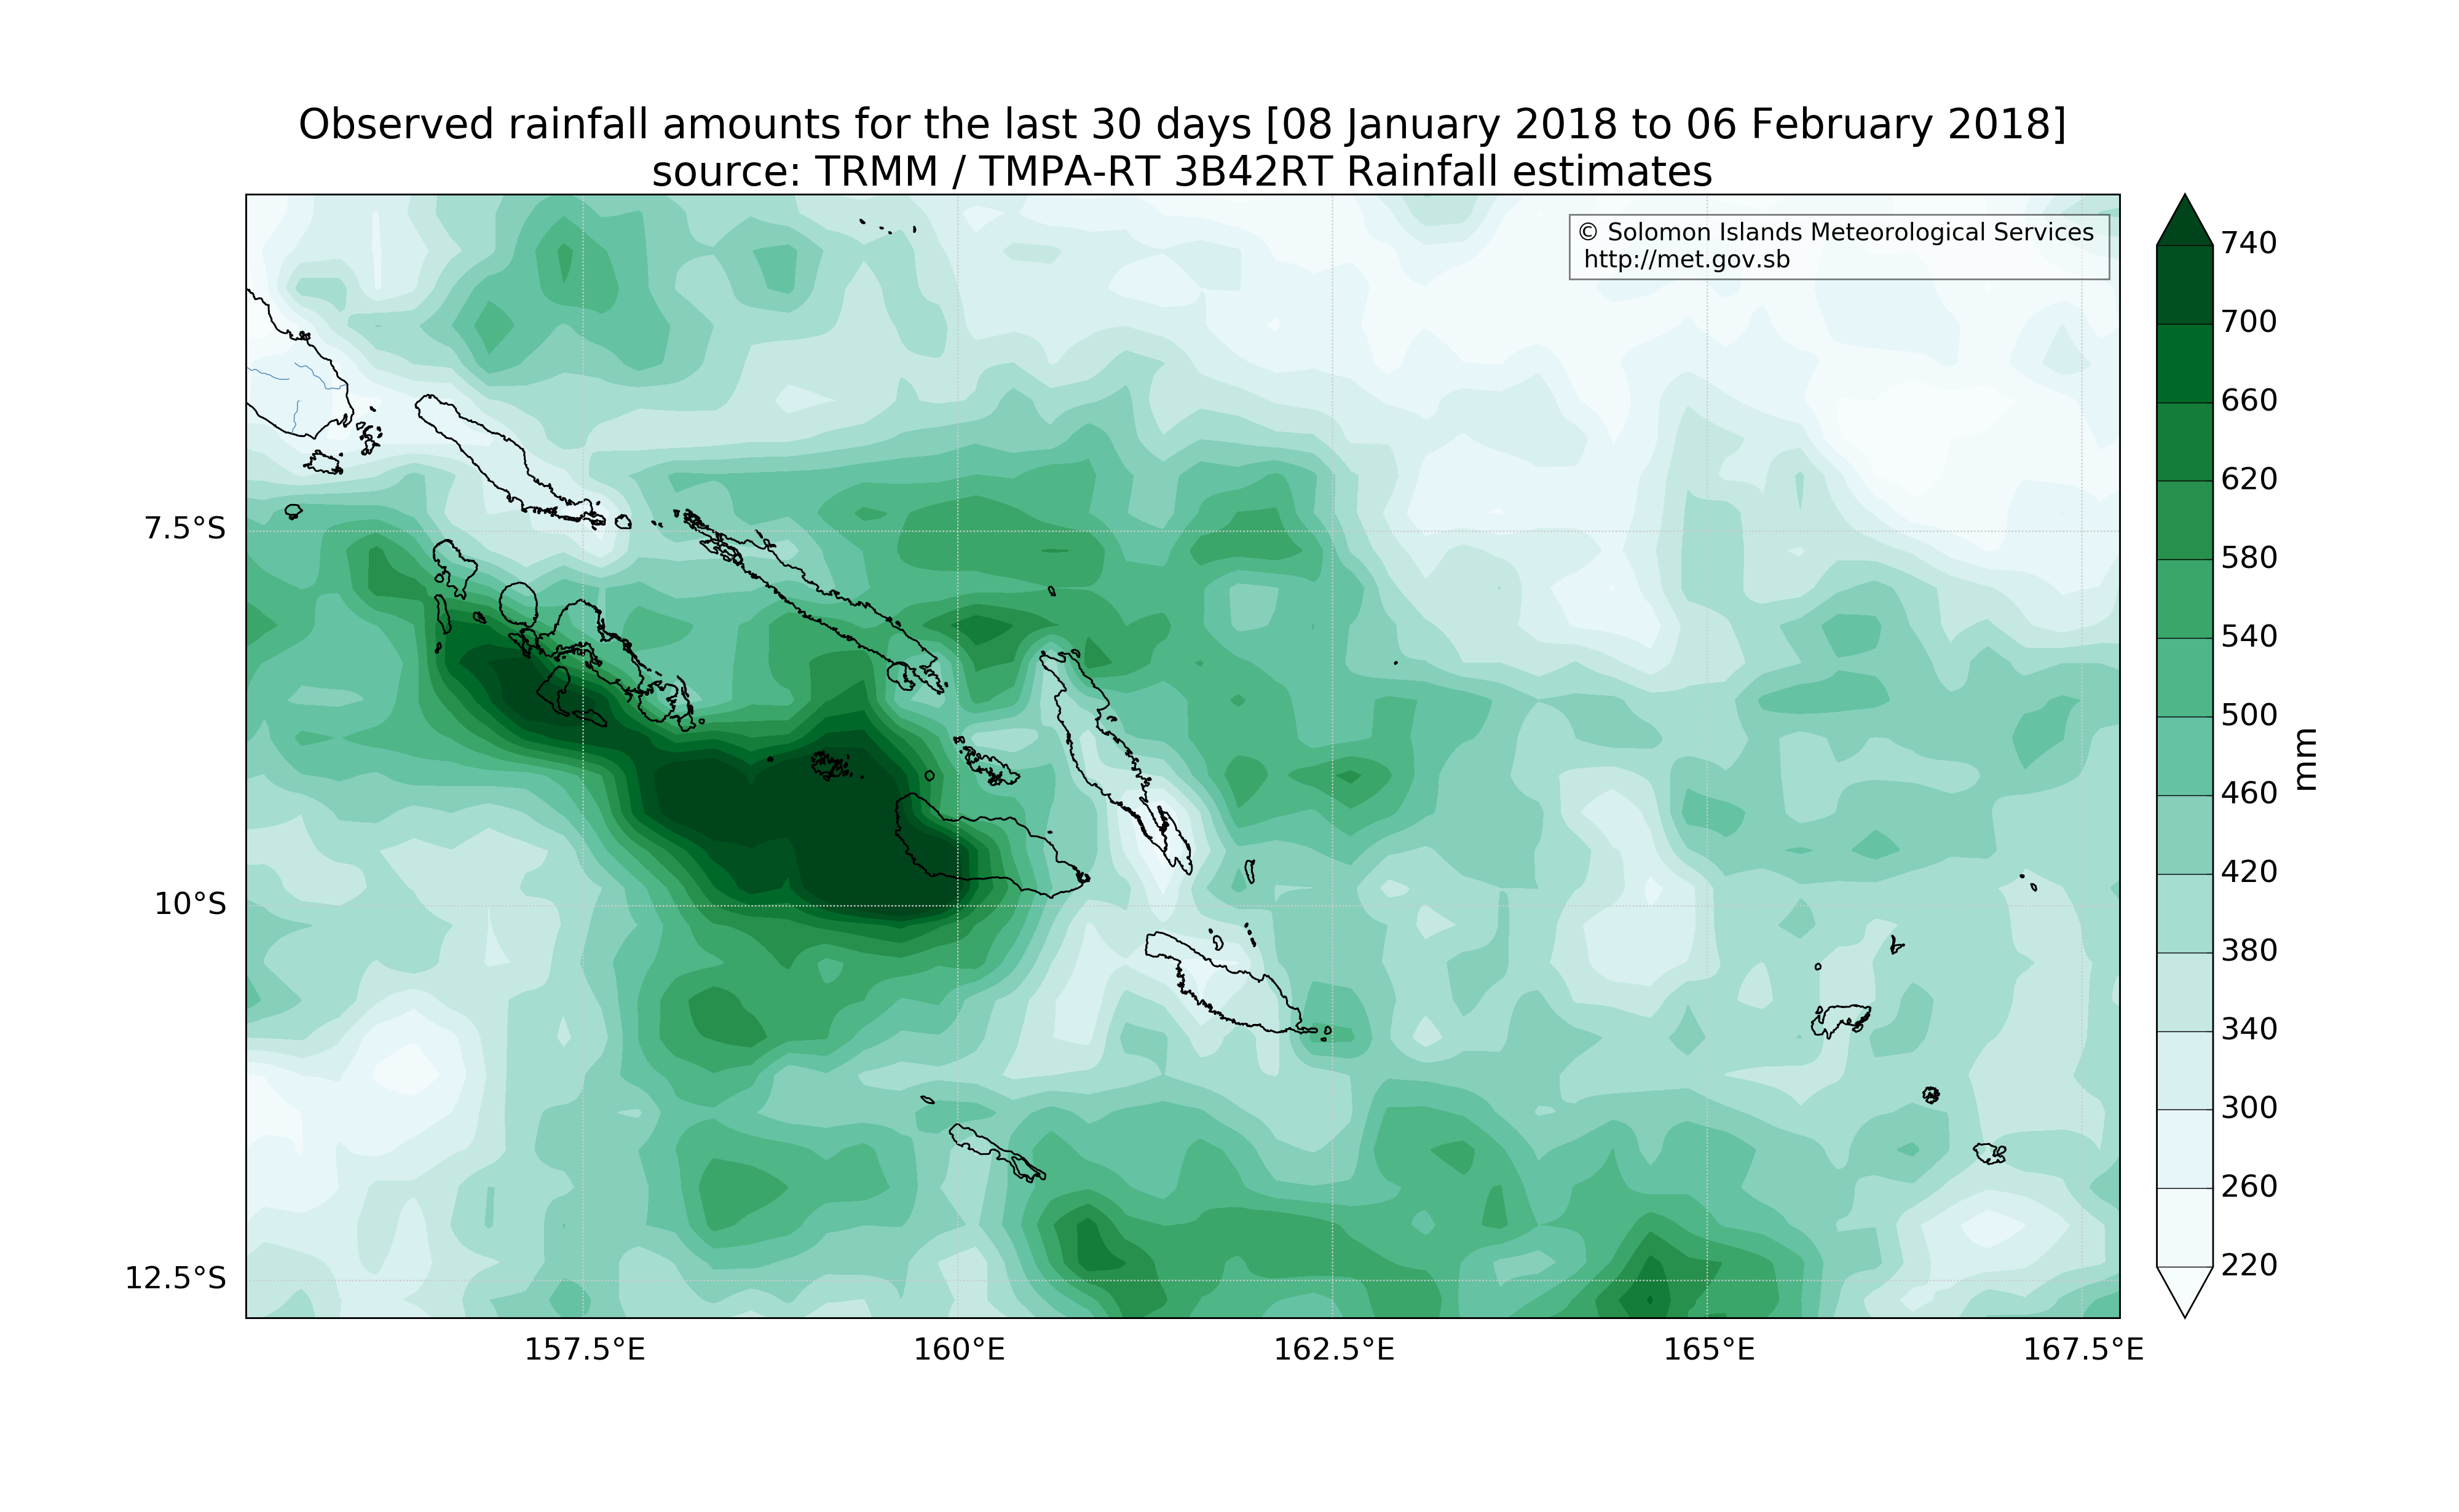 Observed rainfall amounts for the last 30 days [08 January 2018 to 06 February 2018]
source: TRMM / TMPA-RT 3B42RT Rainfall estimates
© Solomon Islands Meteorological Services
http://met.gov.sb
7.5°S
10°S
12.5°S
157.5°E
160°E
162.5°E
165°E
167.5°E
740
700
660
620
580
540
500
460
420
380
340
300
260
220
mm